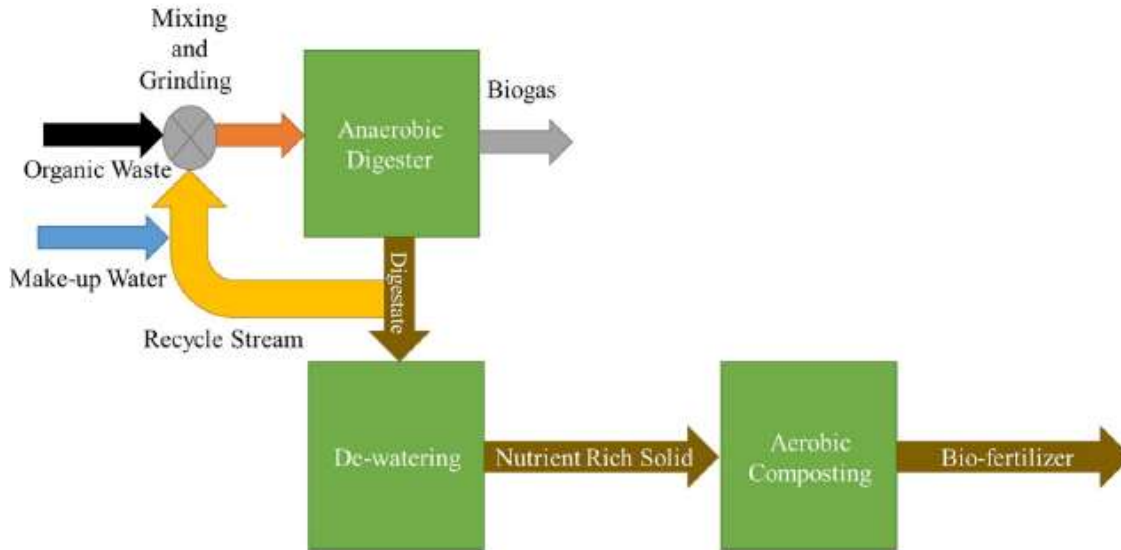 Mixing
and
Grinding
Biogas
Anaerobic
Digester
Organic Waste
Make-up Water
Digestate
Recycle Stream
De-watering
Nutrient Rich Solid
Aerobic
Composting
Bio-fertilizer